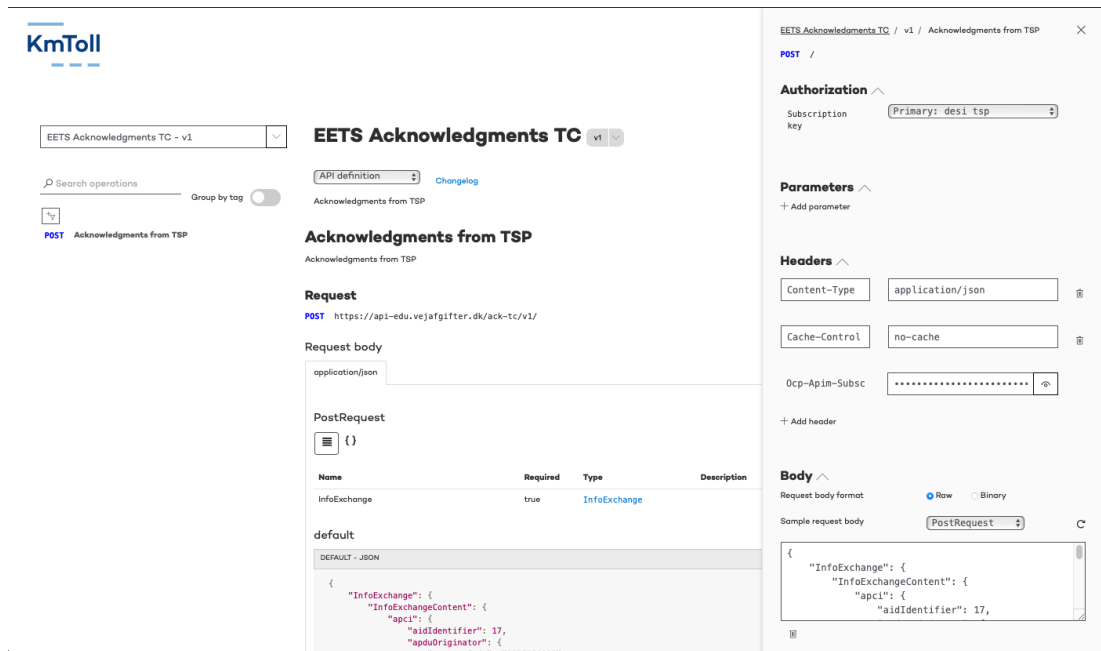 KmToll
EETS Acknowledgments TC - v1
Search operations
Group by tag
POST Acknowledgments from TSP
EETS Acknowledgments TC v1
API definition
Changelog
Acknowledgments from TSP
Acknowledgments from TSP
Acknowledgments from TSP
Request
POST https://api-edu.vejafgifter.dk/ack-tc/v1/
Request body
application/json
PostRequest
{ }
Name Required Type Description
InfoExchange true InfoExchange
default
DEFAULT - JSON
{
"InfoExchange": {
"InfoExchangeContent": {
"apci": {
"aidIdentifier": 17,
"apduOriginator": {
EETS Acknowledgments TC / v1 / Acknowledgments from TSP
POST /
Authorization
Subscription
key
Primary: desi tsp
Parameters
+ Add parameter
Headers
Content-Type application/json
Cache-Control no-cache
Ocp-Apim-Subsc ••••••••••••••••••••••••
+ Add header
Body
Request body format Raw Binary
Sample request body PostRequest
{
"InfoExchange": {
"InfoExchangeContent": {
"apci": {
"aidIdentifier": 17,